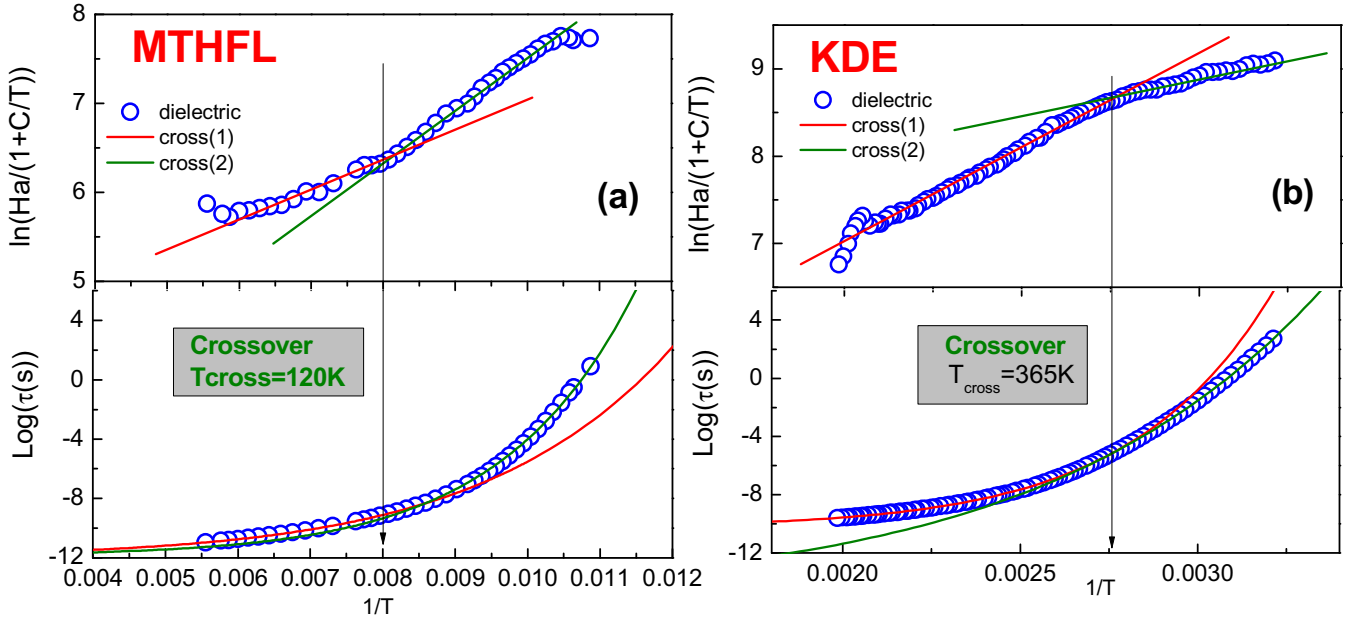 MTHFL
dielectric
cross(1)
cross(2)
(a)
ln(Ha/(1+C/T))
8
7
6
5
Crossover
Tcross=120K
Log(τ(s))
4
0
-4
-8
-12
0.004 0.005 0.006 0.007 0.008 0.009 0.010 0.011 0.012
1/T
KDE
dielectric
cross(1)
cross(2)
(b)
ln(Ha/(1+C/T))
9
8
7
Crossover
T_cross=365K
Log(τ(s))
4
0
-4
-8
-12
0.0020 0.0025 0.0030
1/T